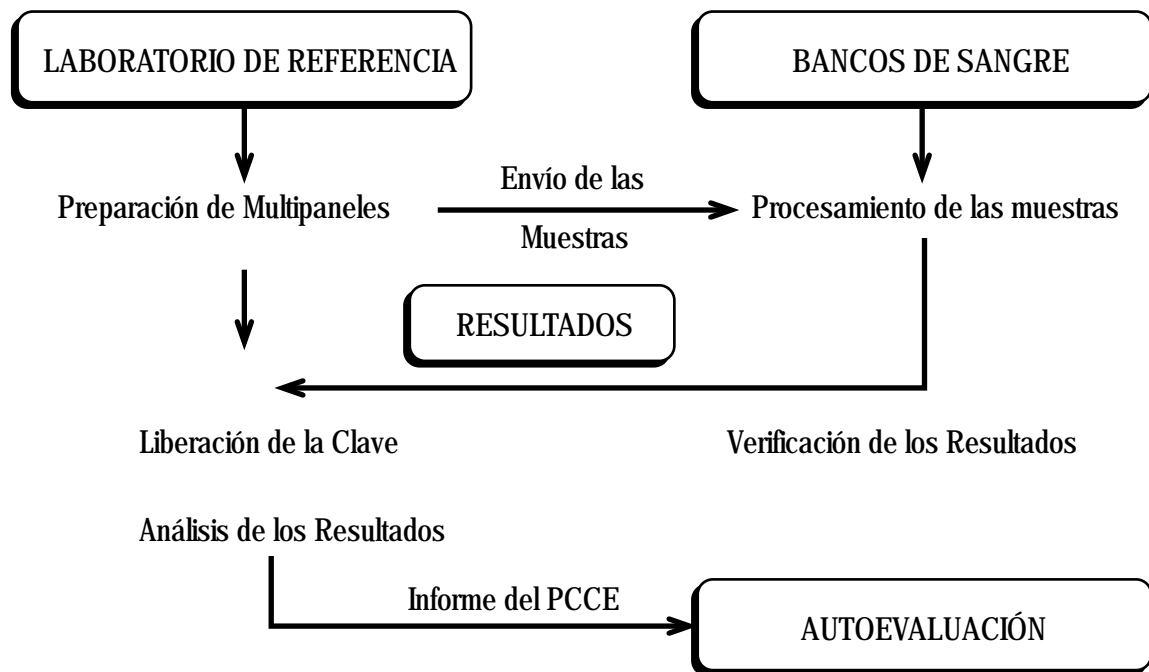 LABORATORIO DE REFERENCIA
BANCOS DE SANGRE
Preparación de Multipaneles
Envío de las
Muestras
Procesamiento de las muestras
RESULTADOS
Liberación de la Clave
Verificación de los Resultados
Análisis de los Resultados
Informe del PCCE
AUTOEVALUACIÓN